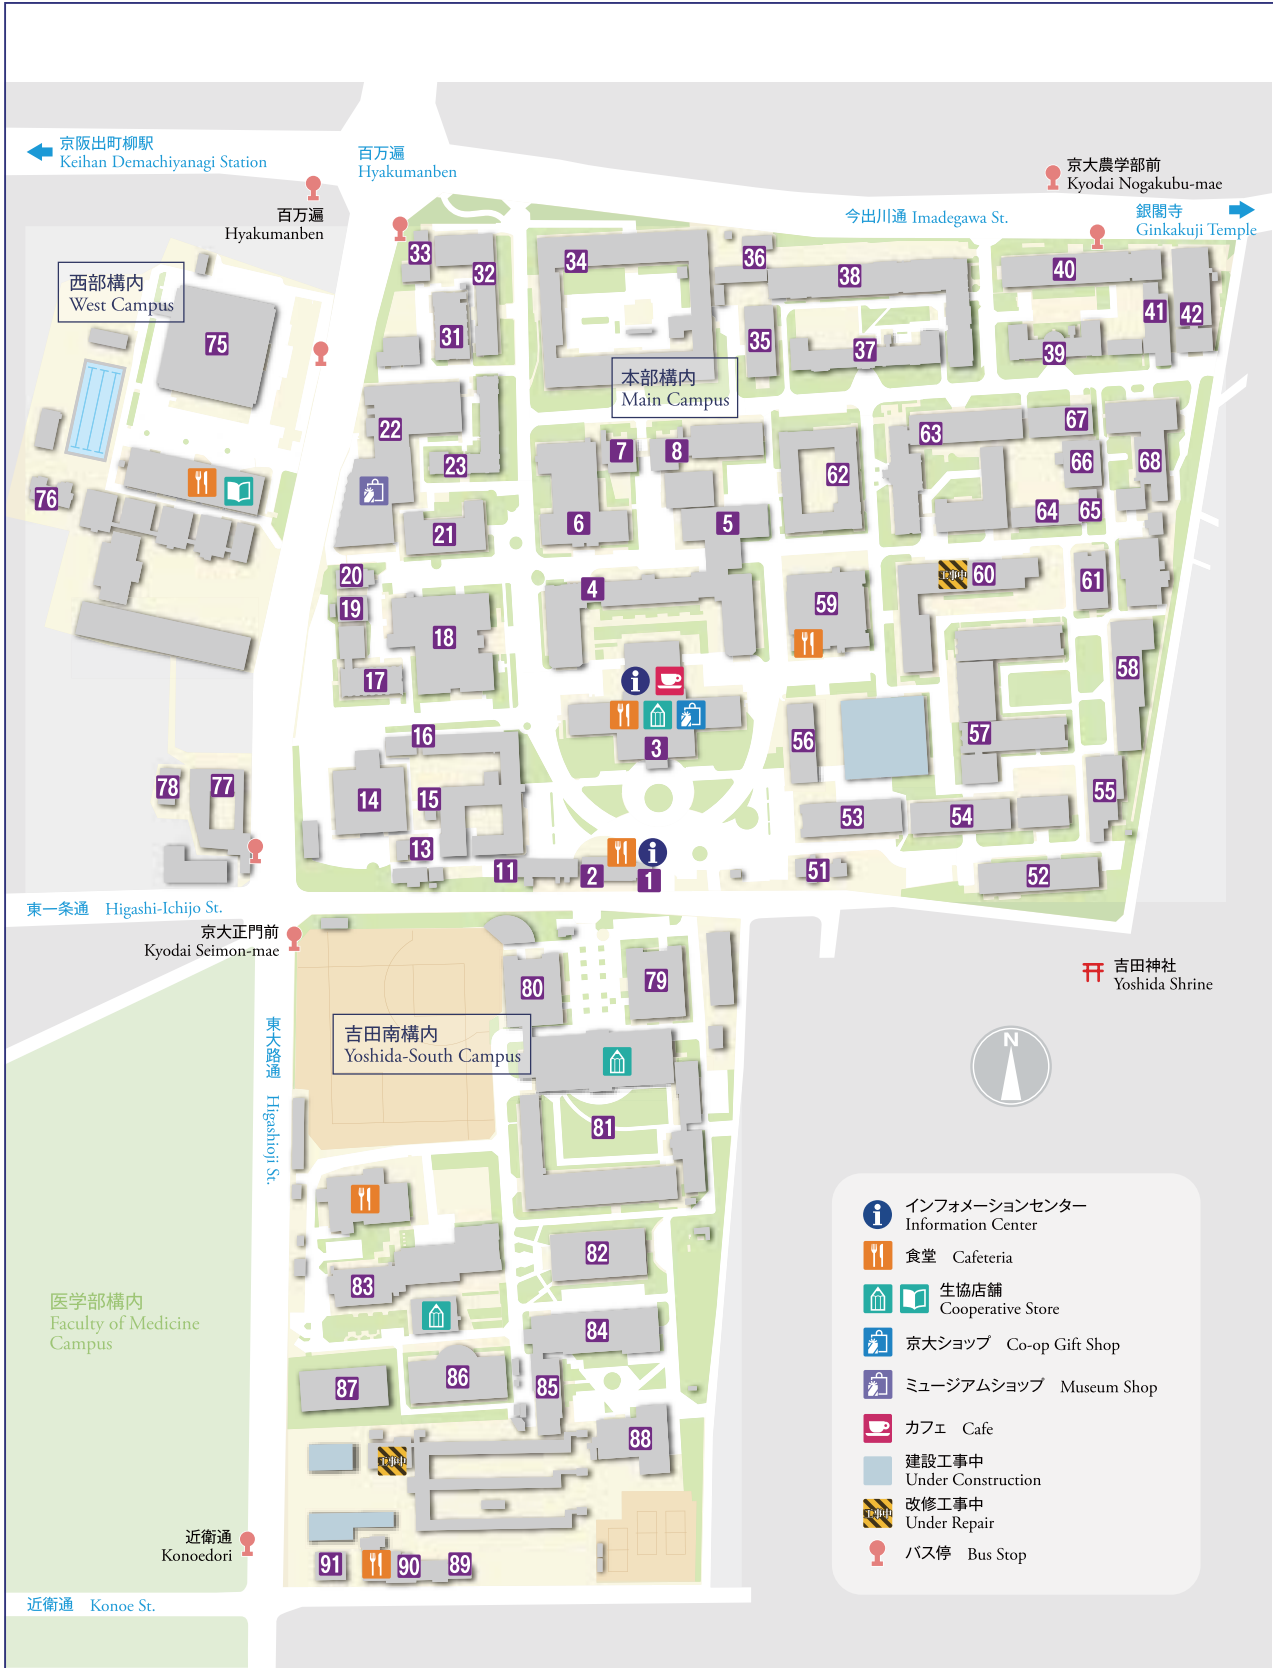 京阪出町柳駅
Keihan Demachiyanagi Station
百万遍
Hyakumanben
京大農学部前
Kyodai Nogakubu-mae
百万遍
Hyakumanben
今出川通 Imadegawa St.
銀閣寺
Ginkakuji Temple
西部構内
West Campus
33
32
34
36
38
40
41
42
75
31
35
37
39
本部構内
Main Campus
22
23
7
8
62
63
67
66
68
76
21
6
5
64
65
20
19
4
59
工事中
60
61
18
17
58
16
3
56
57
78
77
14
15
53
54
55
13
11
2
1
51
52
東一条通 Higashi-Ichijo St.
京大正門前
Kyodai Seimon-mae
80
79
吉田神社
Yoshida Shrine
吉田南構内
Yoshida-South Campus
N
東大路通 Higashioji St.
81
82
83
医学部構内
Faculty of Medicine
Campus
84
87
86
85
88
工事中
近衛通
Konoedori
91
90
89
近衛通 Konoe St.
インフォメーションセンター
Information Center
食堂 Cafeteria
生協店舗
Cooperative Store
京大ショップ Co-op Gift Shop
ミュージアムショップ Museum Shop
カフェ Cafe
建設工事中
Under Construction
工事中
改修工事中
Under Repair
バス停 Bus Stop